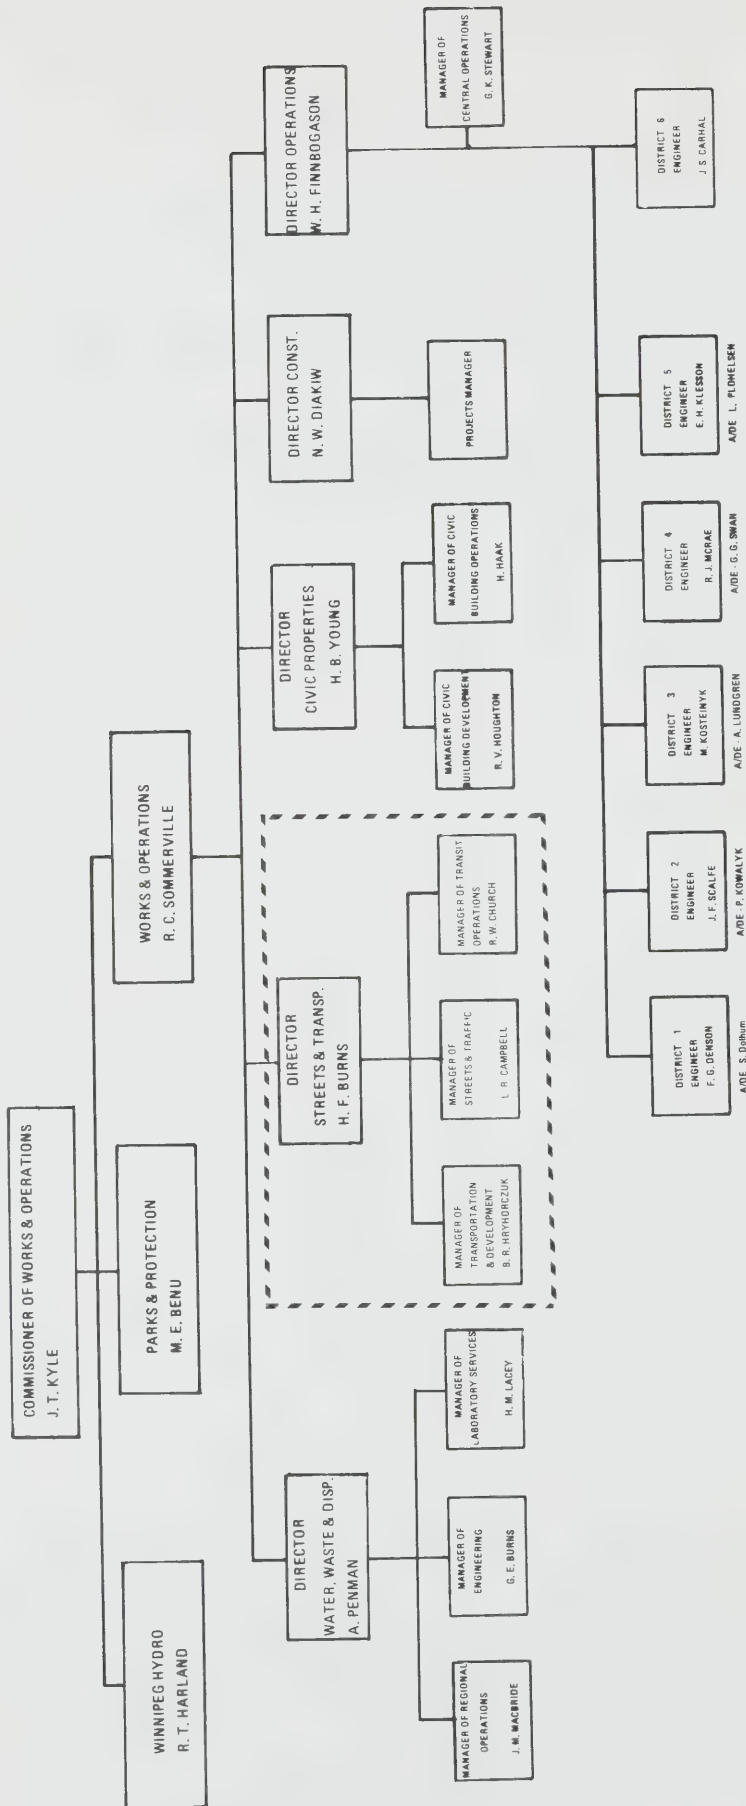 COMMISSIONER OF WORKS & OPERATIONS
J. T. KYLE
WINNIPEG HYDRO
R. T. HARLAND
PARKS & PROTECTION
M. E. BENU
WORKS & OPERATIONS
R. C. SOMMERVILLE
DIRECTOR
WATER, WASTE & DISP.
A. PENMAN
DIRECTOR
STREETS & TRANSP.
H. F. BURNS
DIRECTOR
CIVIC PROPERTIES
H. B. YOUNG
DIRECTOR CONST.
N. W. DIAKIW
DIRECTOR OPERATIONS
W. H. FINNBOGASON
MANAGER OF REGIONAL
OPERATIONS
J. M. MACBRIDE
MANAGER OF
ENGINEERING
G. E. BURNS
MANAGER OF
LABORATORY SERVICES
H. M. LACEY
MANAGER OF
TRANSPORTATION
& DEVELOPMENT
B. R. HRYHORCZUK
MANAGER OF
STREETS & TRAFFIC
L. R. CAMPBELL
MANAGER OF TRANSIT
OPERATIONS
R. W. CHURCH
MANAGER OF CIVIC
BUILDING DEVELOPMENT
R. V. HOUGHTON
MANAGER OF CIVIC
BUILDING OPERATIONS
H. HAAK
PROJECTS MANAGER
MANAGER OF
CENTRAL OPERATIONS
G. K. STEWART
DISTRICT 1
ENGINEER
F. G. DENSON
A/DE S. Dolhum
DISTRICT 2
ENGINEER
J. F. SCALFE
A/DE - P. KOWALYK
DISTRICT 3
ENGINEER
M. KOSTEINYK
A/DE - A. LUNDGREN
DISTRICT 4
ENGINEER
R. J. MCRAE
A/DE - G. G. SWAN
DISTRICT 5
ENGINEER
E. H. KLESSON
A/DE L. PLOHELSEN
DISTRICT 6
ENGINEER
J. S. CARHAL